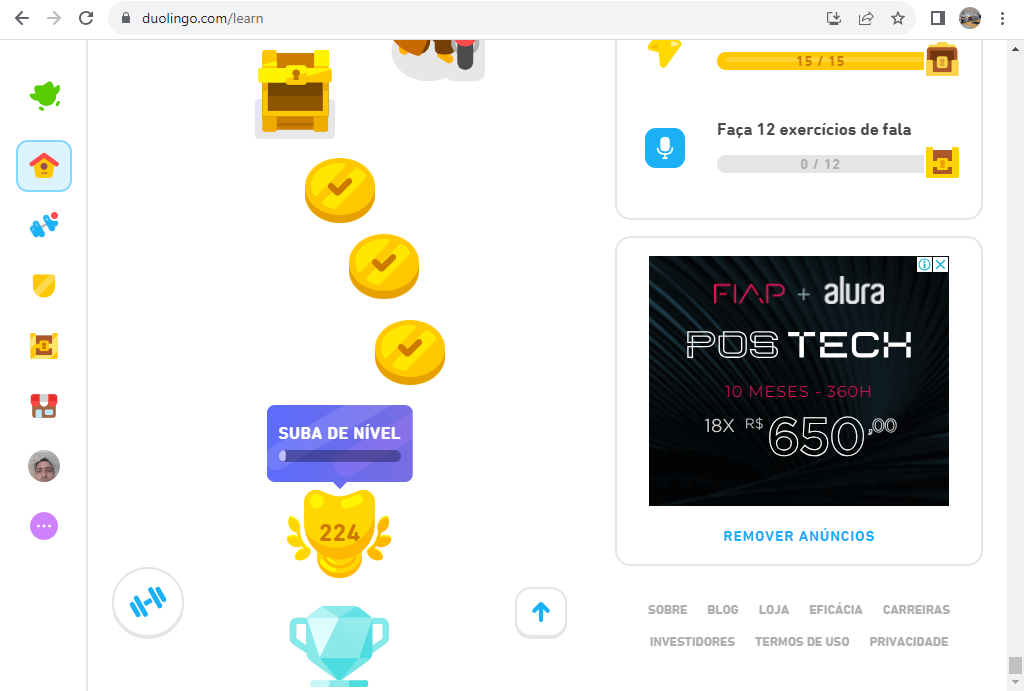 duolingo.com/learn
15 / 15
Faça 12 exercícios de fala
0 / 12
FIAP + alura
POS TECH
10 MESES - 360H
18X R$ 650,00
REMOVER ANÚNCIOS
SUBA DE NÍVEL
224
SOBRE BLOG LOJA EFICÁCIA CARREIRAS
INVESTIDORES TERMOS DE USO PRIVACIDADE